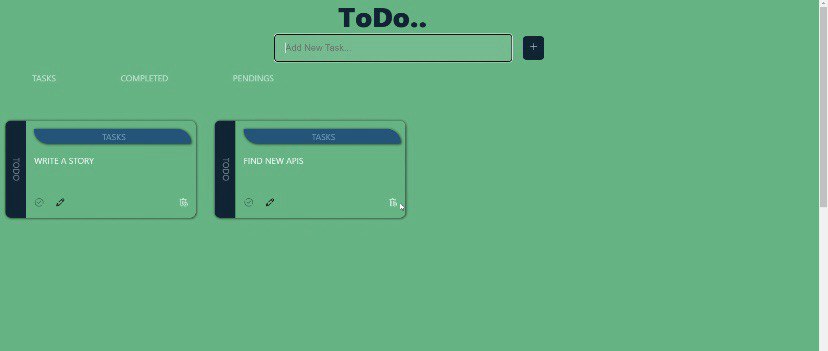 ToDo..
Add New Task...
TASKS COMPLETED PENDINGS
TODO
TASKS
WRITE A STORY
TODO
TASKS
FIND NEW APIS